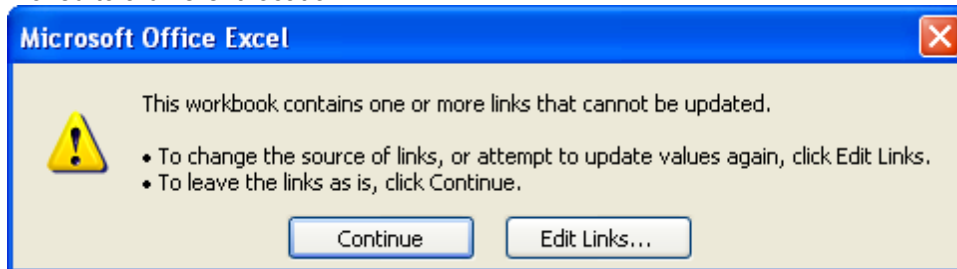 Microsoft Office Excel
This workbook contains one or more links that cannot be updated.
• To change the source of links, or attempt to update values again, click Edit Links.
• To leave the links as is, click Continue.
Continue
Edit Links...